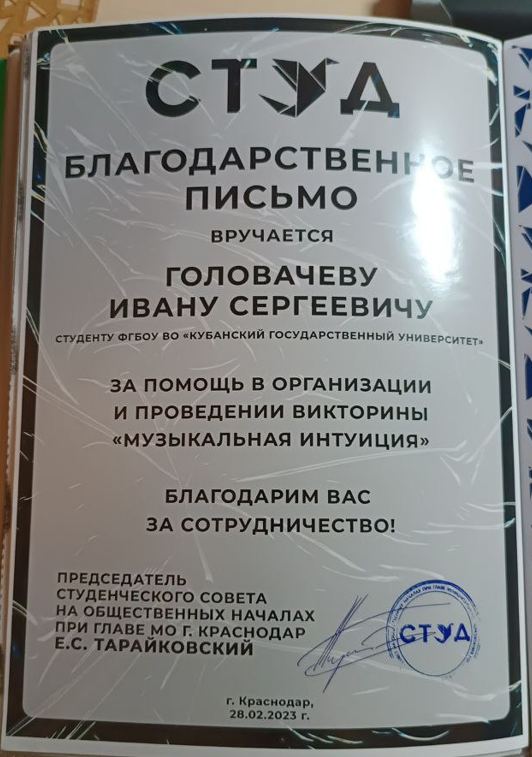 СТУД
БЛАГОДАРСТВЕННОЕ
ПИСЬМО
ВРУЧАЕТСЯ
ГОЛОВАЧЕВУ
ИВАНУ СЕРГЕЕВИЧУ
СТУДЕНТУ ФГБОУ ВО «КУБАНСКИЙ ГОСУДАРСТВЕННЫЙ УНИВЕРСИТЕТ»
ЗА ПОМОЩЬ В ОРГАНИЗАЦИИ
И ПРОВЕДЕНИИ ВИКТОРИНЫ
«МУЗЫКАЛЬНАЯ ИНТУИЦИЯ»
БЛАГОДАРИМ ВАС
ЗА СОТРУДНИЧЕСТВО!
ПРЕДСЕДАТЕЛЬ
СТУДЕНЧЕСКОГО СОВЕТА
НА ОБЩЕСТВЕННЫХ НАЧАЛАХ
ПРИ ГЛАВЕ МО Г. КРАСНОДАР
Е.С. ТАРАЙКОВСКИЙ
СТУД
г. Краснодар,
28.02.2023 г.